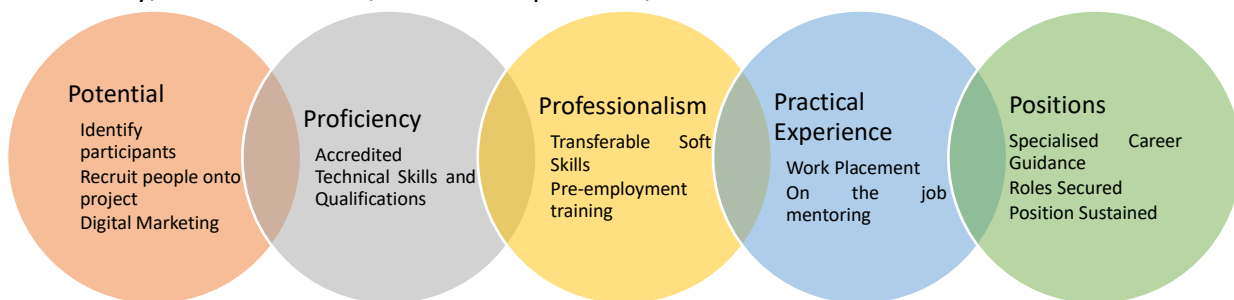 Potential
Identify
participants
Recruit people onto
project
Digital Marketing
Proficiency
Accredited
Technical Skills and
Qualifications
Professionalism
Transferable Soft
Skills
Pre-employment
training
Practical
Experience
Work Placement
On the job
mentoring
Positions
Specialised Career
Guidance
Roles Secured
Position Sustained